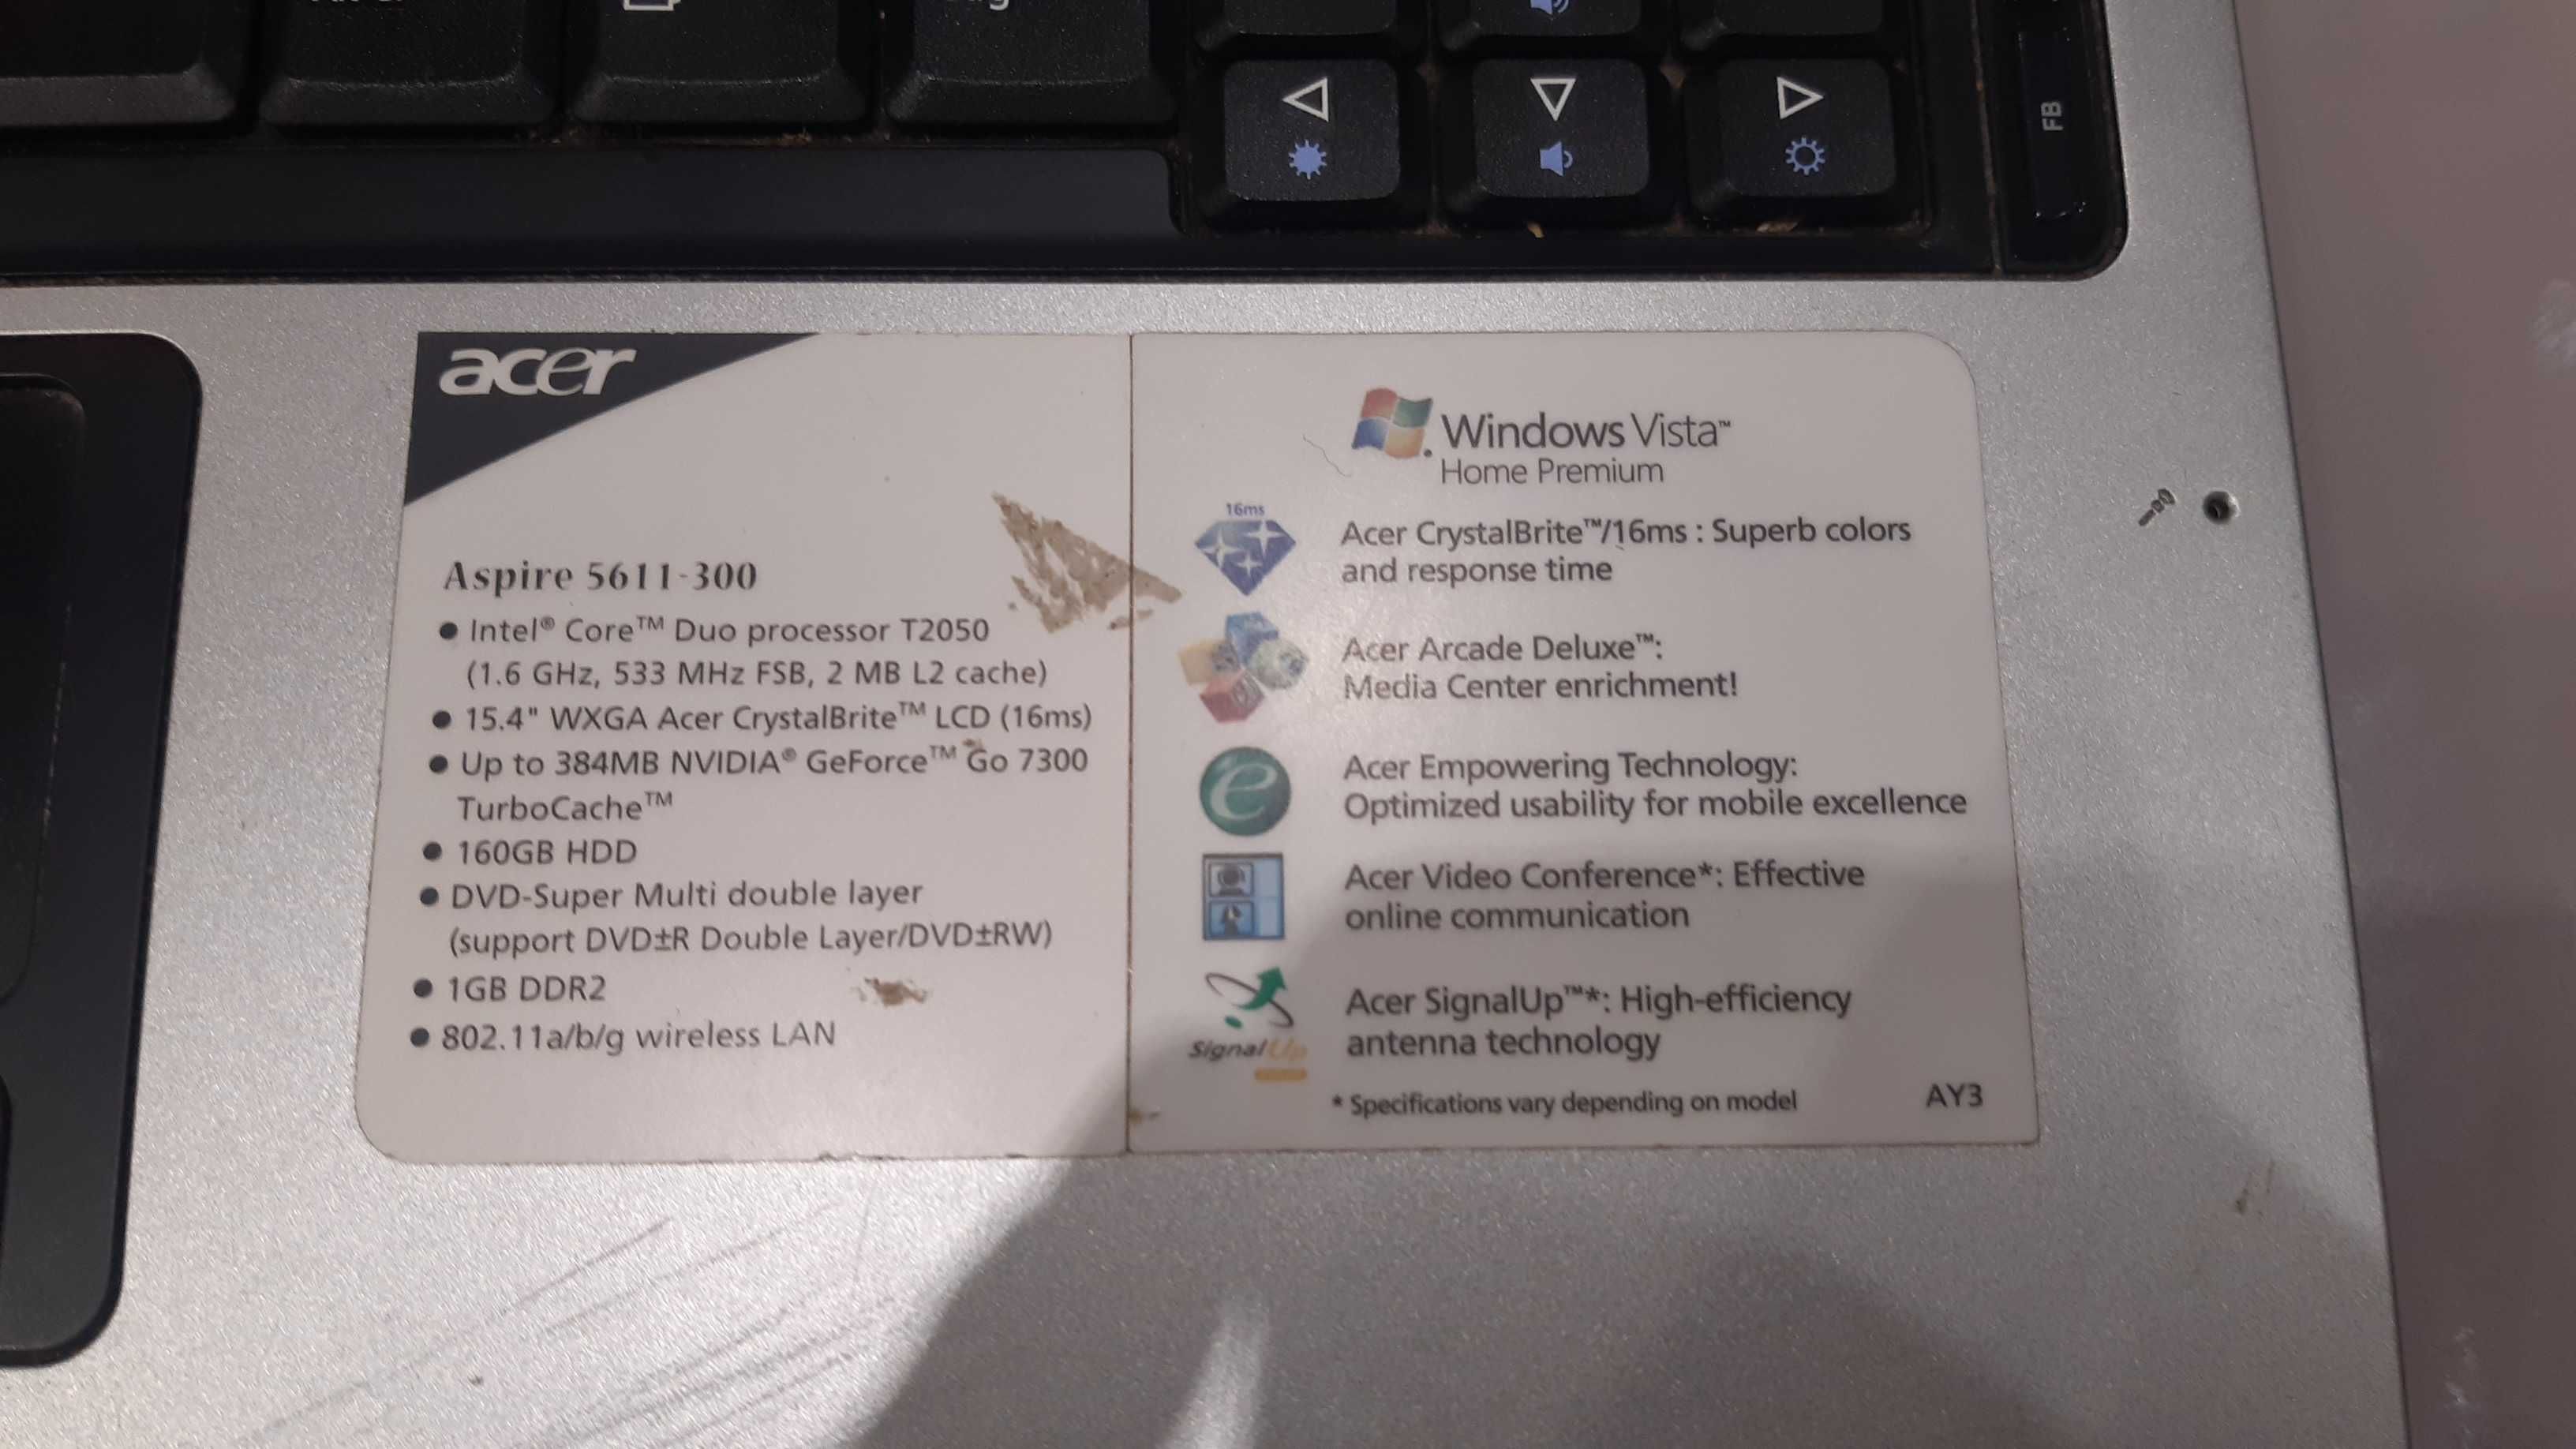 FB
acer
Aspire 5611-300
• Intel® Core™ Duo processor T2050
(1.6 GHz, 533 MHz FSB, 2 MB L2 cache)
• 15.4" WXGA Acer CrystalBrite™ LCD (16ms)
• Up to 384MB NVIDIA® GeForce™ Go 7300
TurboCache™
• 160GB HDD
• DVD-Super Multi double layer
(support DVD±R Double Layer/DVD±RW)
• 1GB DDR2
• 802.11a/b/g wireless LAN
Windows Vista™
Home Premium
16ms
Acer CrystalBrite™/16ms : Superb colors
and response time
Acer Arcade Deluxe™:
Media Center enrichment!
e
Acer Empowering Technology:
Optimized usability for mobile excellence
Acer Video Conference*: Effective
online communication
SignalUp
Acer SignalUp™*: High-efficiency
antenna technology
* Specifications vary depending on model
AY3